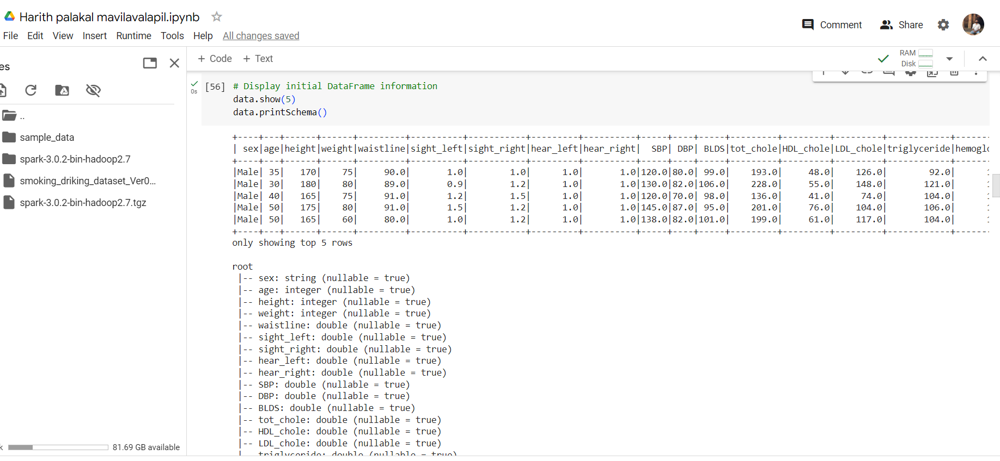 Harith palakal mavilavalapil.ipynb
File Edit View Insert Runtime Tools Help All changes saved
Comment Share
es
+ Code + Text
RAM
Disk
..
sample_data
spark-3.0.2-bin-hadoop2.7
smoking_driking_dataset_Ver0...
spark-3.0.2-bin-hadoop2.7.tgz
81.69 GB available
0s
[56] # Display initial DataFrame information
data.show(5)
data.printSchema()
+----+---+------+------+---------+----------+-----------+---------+----------+-----+----+-----+---------+---------+---------+------------+-------
| sex|age|height|weight|waistline|sight_left|sight_right|hear_left|hear_right| SBP| DBP| BLDS|tot_chole|HDL_chole|LDL_chole|triglyceride|hemoglo
+----+---+------+------+---------+----------+-----------+---------+----------+-----+----+-----+---------+---------+---------+------------+-------
|Male| 35| 170| 75| 90.0| 1.0| 1.0| 1.0| 1.0|120.0|80.0| 99.0| 193.0| 48.0| 126.0| 92.0|
|Male| 30| 180| 80| 89.0| 0.9| 1.2| 1.0| 1.0|130.0|82.0|106.0| 228.0| 55.0| 148.0| 121.0|
|Male| 40| 165| 75| 91.0| 1.2| 1.5| 1.0| 1.0|120.0|70.0| 98.0| 136.0| 41.0| 74.0| 104.0|
|Male| 50| 175| 80| 91.0| 1.5| 1.2| 1.0| 1.0|145.0|87.0| 95.0| 201.0| 76.0| 104.0| 106.0|
|Male| 50| 165| 60| 80.0| 1.0| 1.2| 1.0| 1.0|138.0|82.0|101.0| 199.0| 61.0| 117.0| 104.0|
+----+---+------+------+---------+----------+-----------+---------+----------+-----+----+-----+---------+---------+---------+------------+-------
only showing top 5 rows
root
|-- sex: string (nullable = true)
|-- age: integer (nullable = true)
|-- height: integer (nullable = true)
|-- weight: integer (nullable = true)
|-- waistline: double (nullable = true)
|-- sight_left: double (nullable = true)
|-- sight_right: double (nullable = true)
|-- hear_left: double (nullable = true)
|-- hear_right: double (nullable = true)
|-- SBP: double (nullable = true)
|-- DBP: double (nullable = true)
|-- BLDS: double (nullable = true)
|-- tot_chole: double (nullable = true)
|-- HDL_chole: double (nullable = true)
|-- LDL_chole: double (nullable = true)
|-- triglyceride: double (nullable = true)